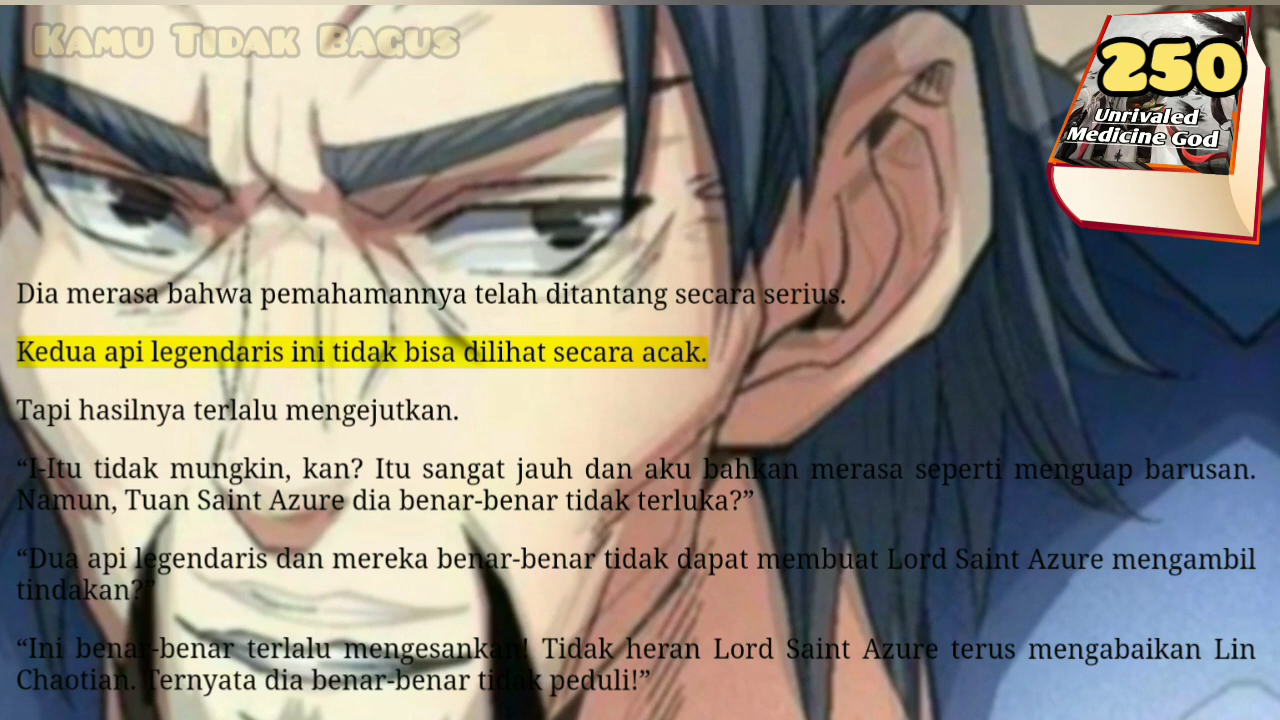 Kamu Tidak Bagus
250
Unrivaled
Medicine God
Dia merasa bahwa pemahamannya telah ditantang secara serius.
Kedua api legendaris ini tidak bisa dilihat secara acak.
Tapi hasilnya terlalu mengejutkan.
“I-Itu tidak mungkin, kan? Itu sangat jauh dan aku bahkan merasa seperti menguap barusan.
Namun, Tuan Saint Azure dia benar-benar tidak terluka?”
“Dua api legendaris dan mereka benar-benar tidak dapat membuat Lord Saint Azure mengambil
tindakan?”
“Ini benar-benar terlalu mengesankan! Tidak heran Lord Saint Azure terus mengabaikan Lin
Chaotian. Ternyata dia benar-benar tidak peduli!”